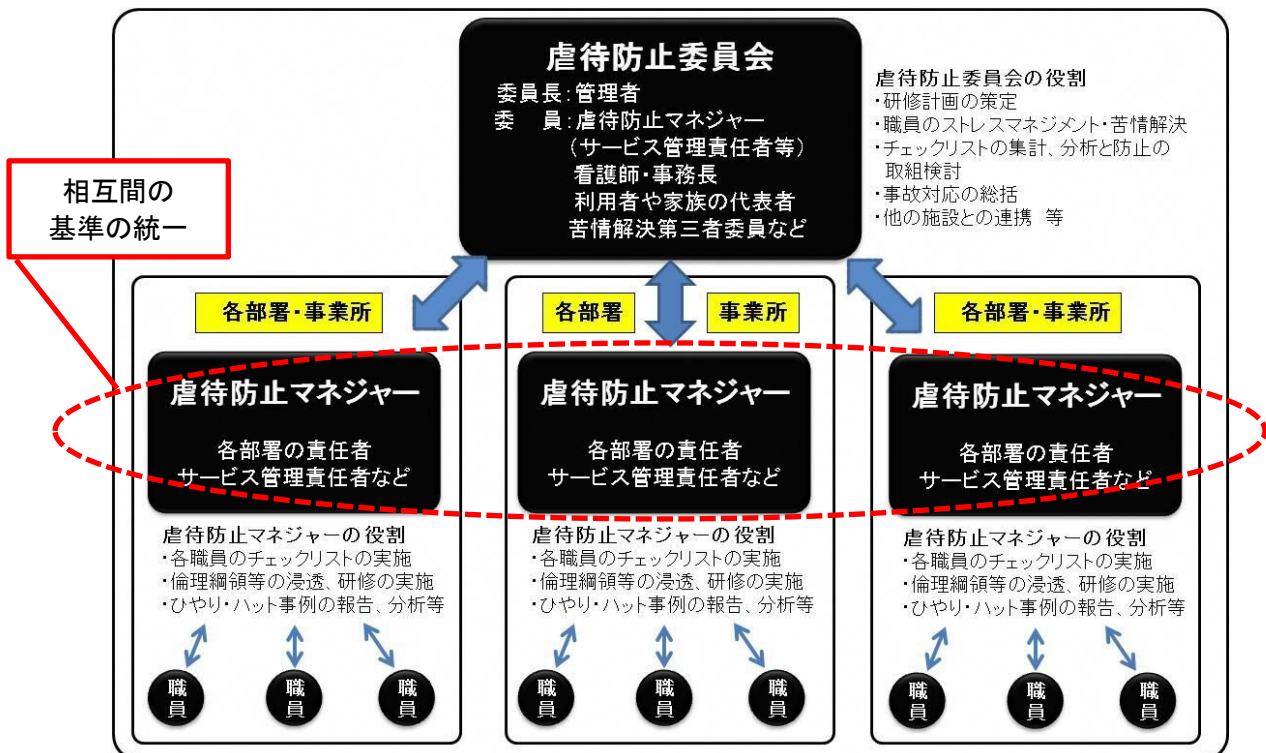 虐待防止委員会
委員長：管理者
委　員：虐待防止マネジャー
（サービス管理責任者等）
看護師・事務長
利用者や家族の代表者
苦情解決第三者委員など
虐待防止委員会の役割
・研修計画の策定
・職員のストレスマネジメント・苦情解決
・チェックリストの集計、分析と防止の
取組検討
・事故対応の総括
・他の施設との連携　等
相互間の
基準の統一
各部署・事業所
虐待防止マネジャー
各部署の責任者
サービス管理責任者など
虐待防止マネジャーの役割
・各職員のチェックリストの実施
・倫理綱領等の浸透、研修の実施
・ひやり・ハット事例の報告、分析等
職員
職員
職員
各部署
事業所
虐待防止マネジャー
各部署の責任者
サービス管理責任者など
虐待防止マネジャーの役割
・各職員のチェックリストの実施
・倫理綱領等の浸透、研修の実施
・ひやり・ハット事例の報告、分析等
職員
職員
職員
各部署・事業所
虐待防止マネジャー
各部署の責任者
サービス管理責任者など
虐待防止マネジャーの役割
・各職員のチェックリストの実施
・倫理綱領等の浸透、研修の実施
・ひやり・ハット事例の報告、分析等
職員
職員
職員